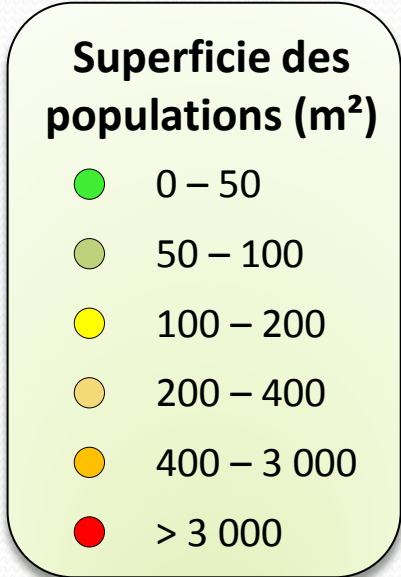 Superficie des
populations (m²)
0 – 50
50 – 100
100 – 200
200 – 400
400 – 3 000
> 3 000